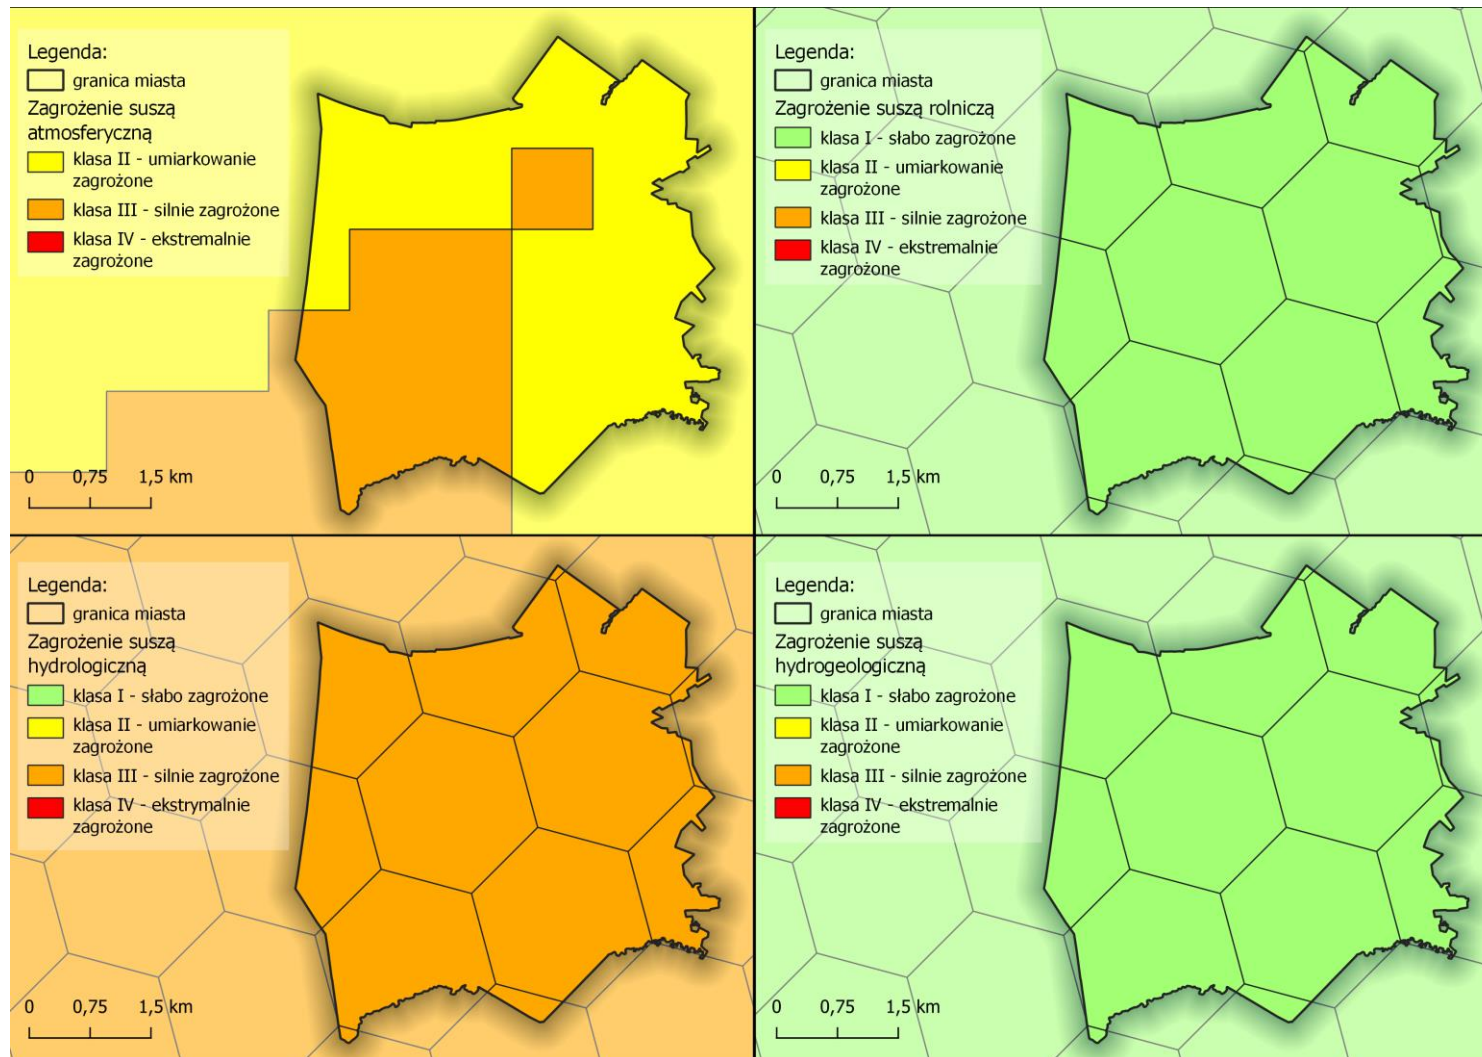 Legenda:
granica miasta
Zagrożenie suszą
atmosferyczną
klasa II - umiarkowanie
zagrożone
klasa III - silnie zagrożone
klasa IV - ekstremalnie
zagrożone
0 0,75 1,5 km
Legenda:
granica miasta
Zagrożenie suszą rolniczą
klasa I - słabo zagrożone
klasa II - umiarkowanie
zagrożone
klasa III - silnie zagrożone
klasa IV - ekstremalnie
zagrożone
0 0,75 1,5 km
Legenda:
granica miasta
Zagrożenie suszą
hydrologiczną
klasa I - słabo zagrożone
klasa II - umiarkowanie
zagrożone
klasa III - silnie zagrożone
klasa IV - ekstrymalnie
zagrożone
0 0,75 1,5 km
Legenda:
granica miasta
Zagrożenie suszą
hydrogeologiczną
klasa I - słabo zagrożone
klasa II - umiarkowanie
zagrożone
klasa III - silnie zagrożone
klasa IV - ekstremalnie
zagrożone
0 0,75 1,5 km